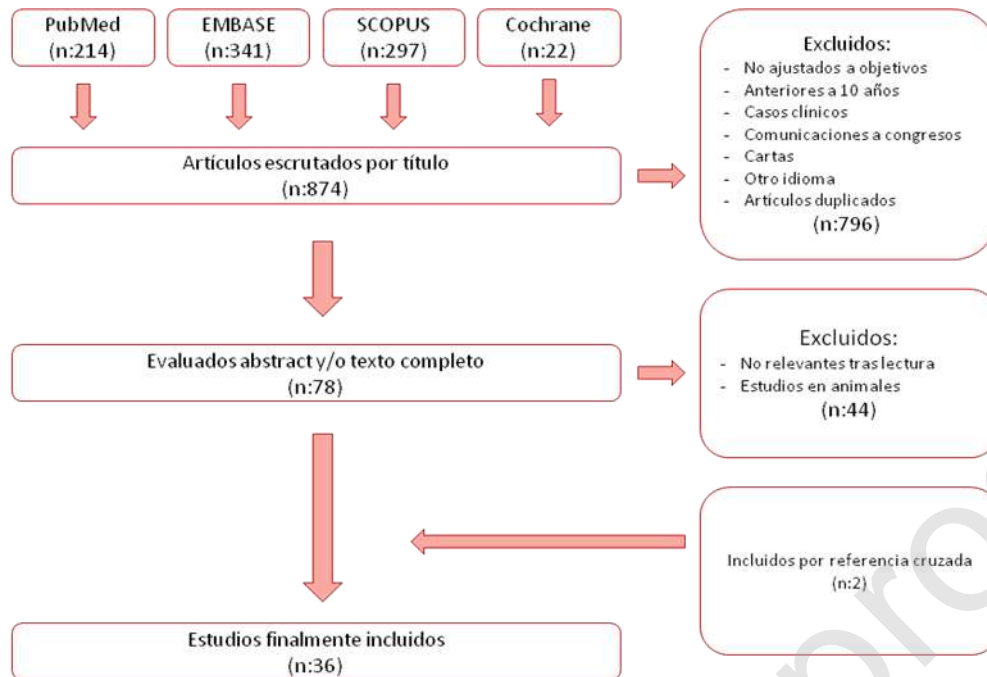 PubMed
(n:214)
EMBASE
(n:341)
SCOPUS
(n:297)
Cochrane
(n:22)
Excluidos:
- No ajustados a objetivos
- Anteriores a 10 años
- Casos clínicos
- Comunicaciones a congresos
- Cartas
- Otro idioma
- Artículos duplicados
(n:796)
Artículos escrutados por título
(n:874)
Evaluados abstract y/o texto completo
(n:78)
Excluidos:
- No relevantes tras lectura
- Estudios en animales
(n:44)
Incluidos por referencia cruzada
(n:2)
Estudios finalmente incluidos
(n:36)